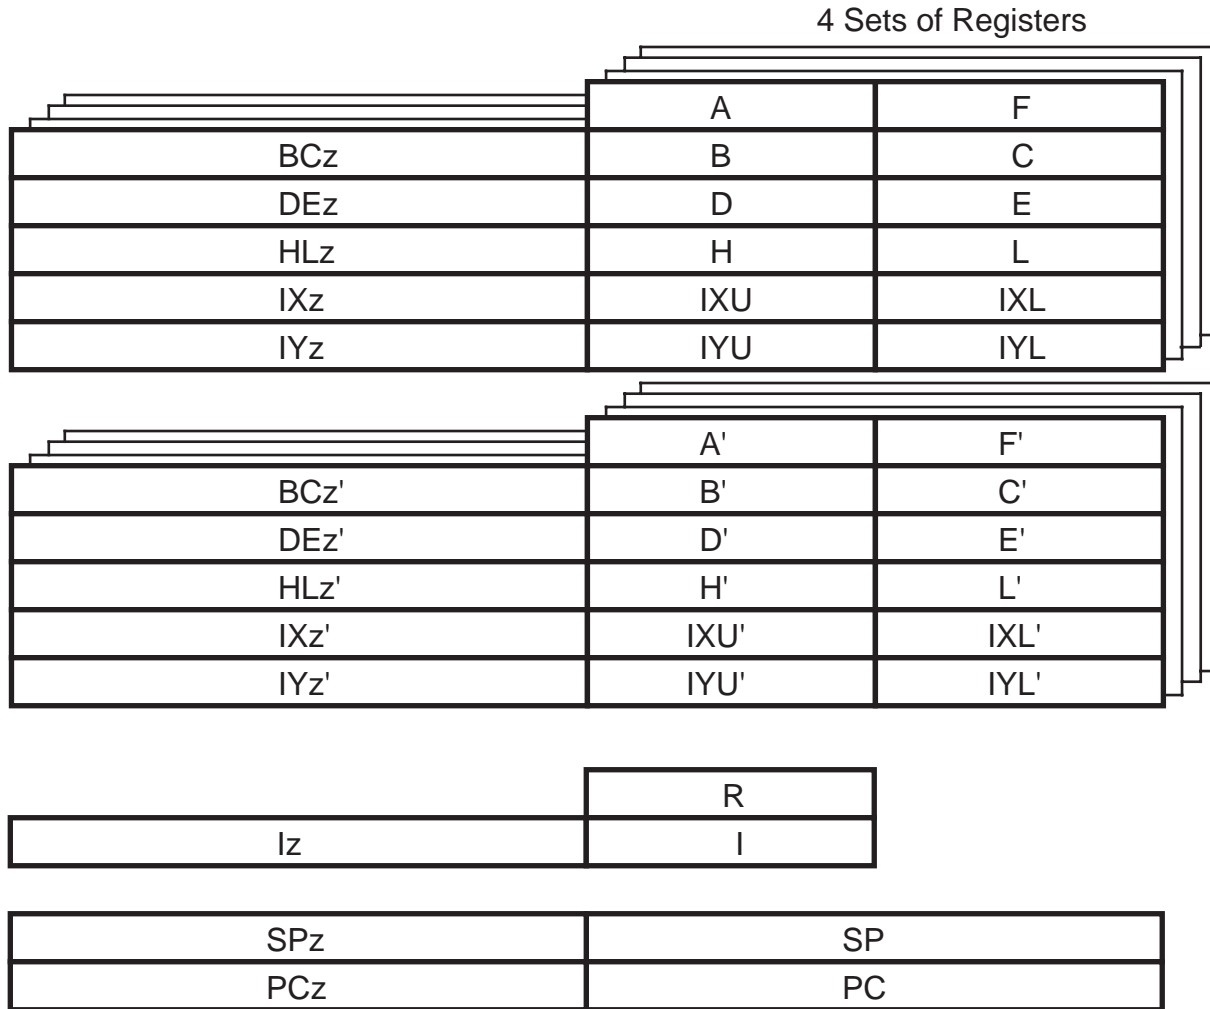 4 Sets of Registers
A F
BCz B C
DEz D E
HLz H L
IXz IXU IXL
IYz IYU IYL
A' F'
BCz' B' C'
DEz' D' E'
HLz' H' L'
IXz' IXU' IXL'
IYz' IYU' IYL'
R
Iz I
SPz SP
PCz PC